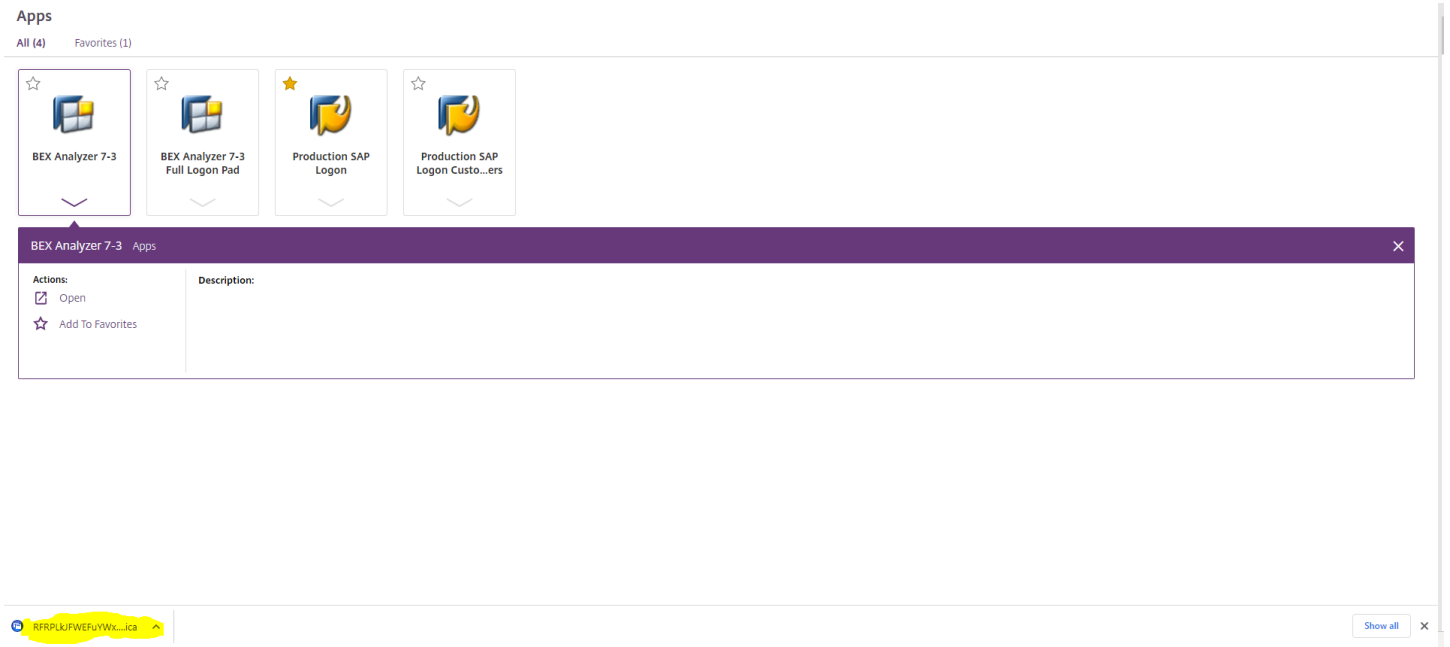 Apps
All (4) Favorites (1)
BEX Analyzer 7-3
BEX Analyzer 7-3
Full Logon Pad
Production SAP
Logon
Production SAP
Logon Custo...ers
BEX Analyzer 7-3 Apps
Actions:
Open
Add To Favorites
Description:
RFRPLkJFWEFuYWx....ica
Show all